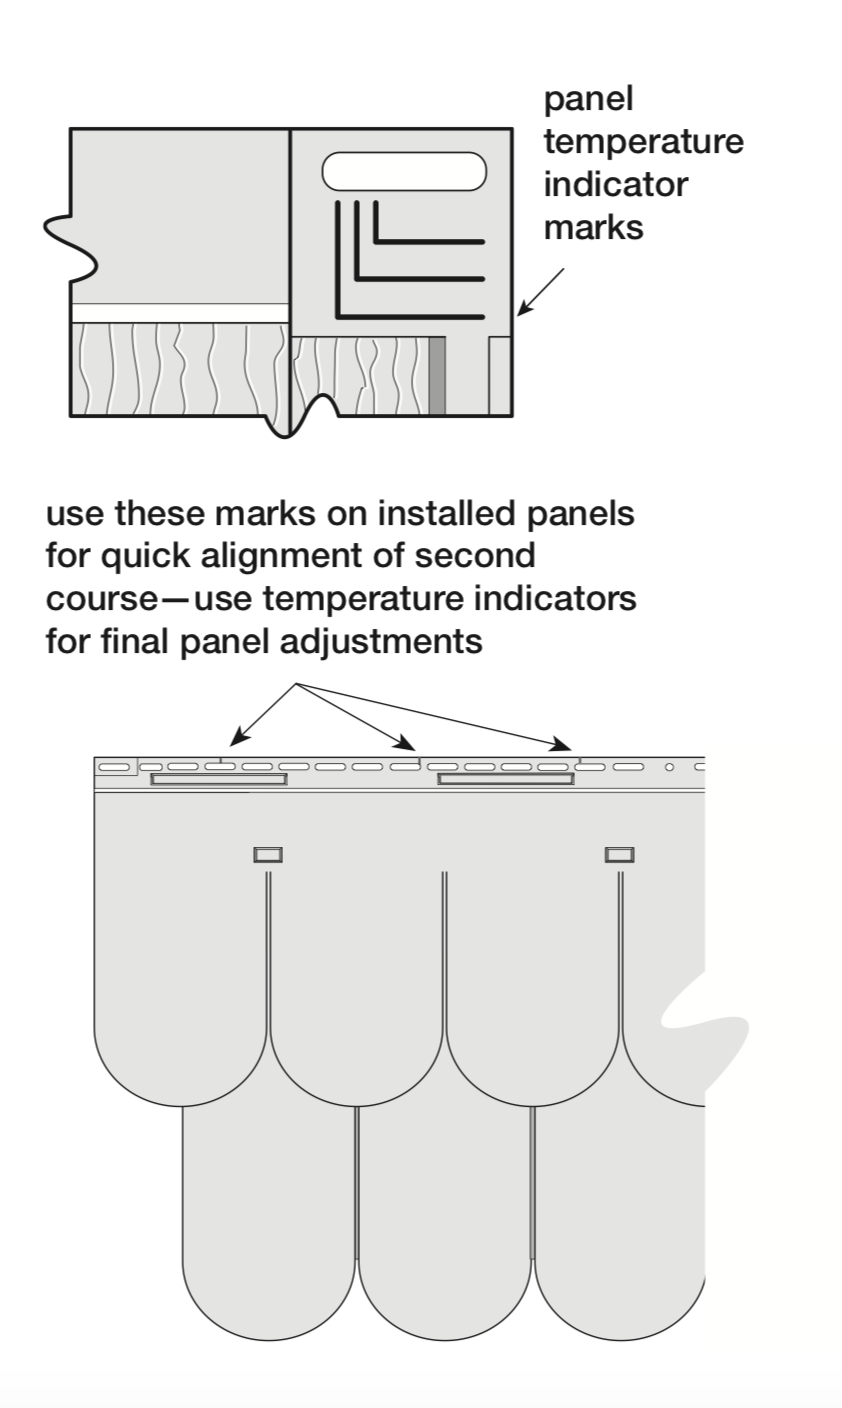 panel
temperature
indicator
marks
use these marks on installed panels
for quick alignment of second
course—use temperature indicators
for final panel adjustments